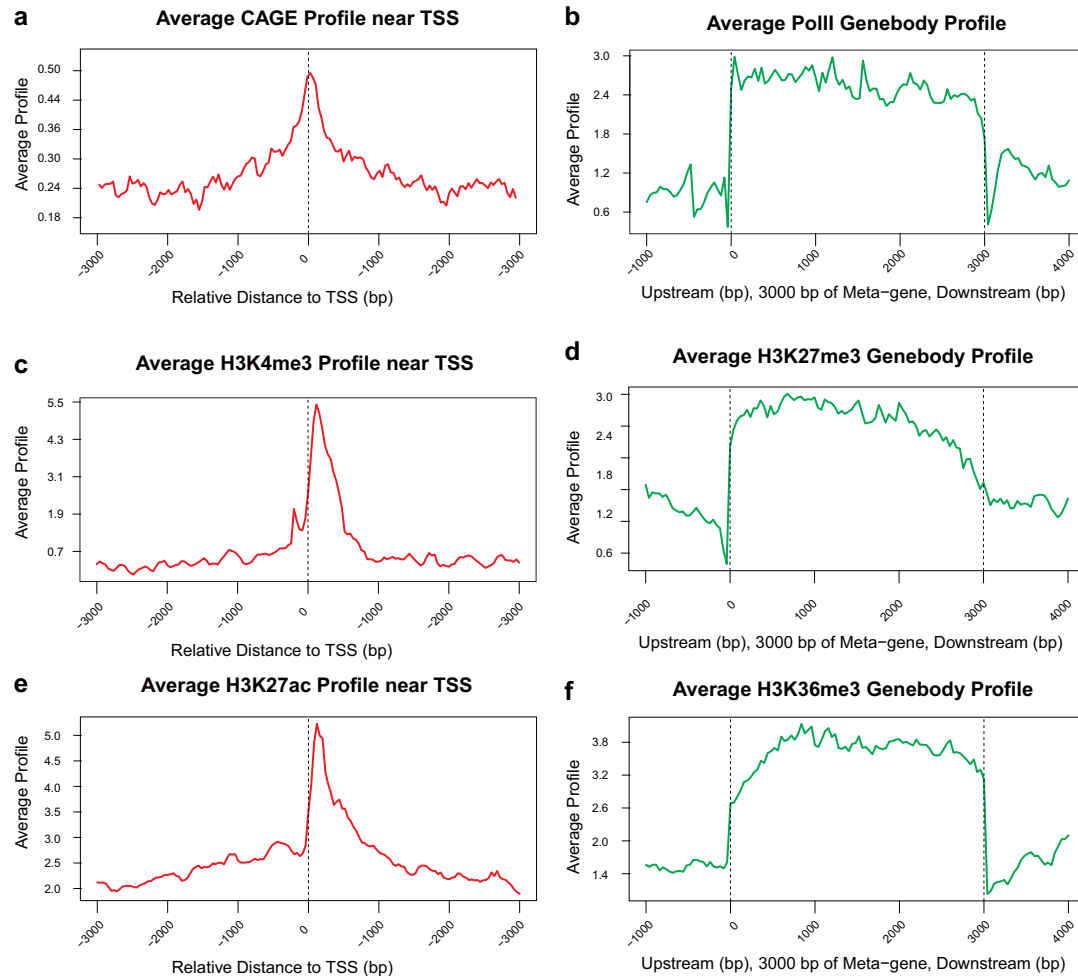 a
Average CAGE Profile near TSS
Average Profile
0.50
0.44
0.36
0.30
0.24
0.18
−3000 −2000 −1000 0 −1000 −2000 −3000
Relative Distance to TSS (bp)
b
Average PolII Genebody Profile
Average Profile
3.0
2.4
1.8
1.2
0.6
−1000 0 1000 2000 3000 4000
Upstream (bp), 3000 bp of Meta−gene, Downstream (bp)
c
Average H3K4me3 Profile near TSS
Average Profile
5.5
4.3
3.1
1.9
0.7
−3000 −2000 −1000 0 −1000 −2000 −3000
Relative Distance to TSS (bp)
d
Average H3K27me3 Genebody Profile
Average Profile
3.0
2.4
1.8
1.2
0.6
−1000 0 1000 2000 3000 4000
Upstream (bp), 3000 bp of Meta−gene, Downstream (bp)
e
Average H3K27ac Profile near TSS
Average Profile
5.0
4.5
4.0
3.5
3.0
2.5
2.0
−3000 −2000 −1000 0 −1000 −2000 −3000
Relative Distance to TSS (bp)
f
Average H3K36me3 Genebody Profile
Average Profile
3.8
3.2
2.6
2.0
1.4
−1000 0 1000 2000 3000 4000
Upstream (bp), 3000 bp of Meta−gene, Downstream (bp)